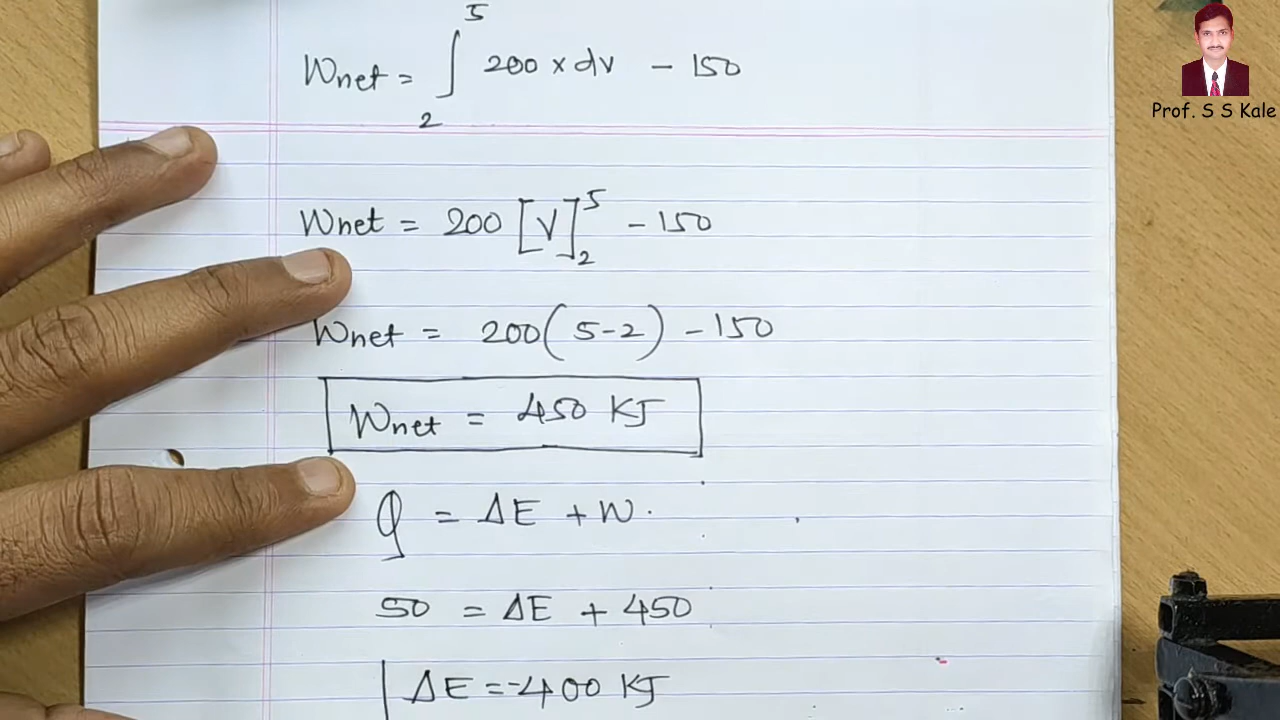 Wnet = ∫₂⁵ 200 x dv - 150
Prof. S S Kale
Wnet = 200 [V]₂⁵ - 150
Wnet = 200 (5-2) - 150
Wnet = 450 KJ
Q = ΔE + W.
50 = ΔE + 450
ΔE = -400 KJ